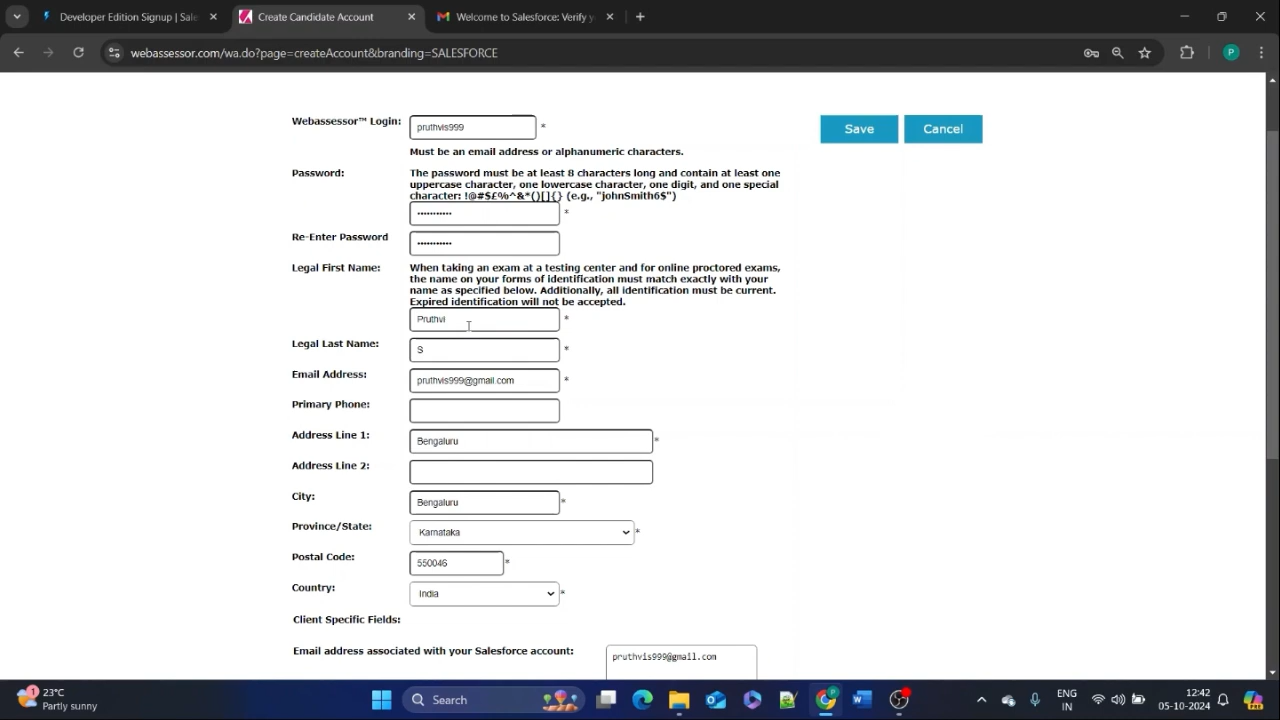 Developer Edition Signup | Sales
Create Candidate Account
Welcome to Salesforce: Verify y
webassessor.com/wa.do?page=createAccount&branding=SALESFORCE
P
Webassessor™ Login:
pruthvis999
*
Save
Cancel
Must be an email address or alphanumeric characters.
Password:
The password must be at least 8 characters long and contain at least one
uppercase character, one lowercase character, one digit, and one special
character: !@#$£%^&*()[]{} (e.g., "johnSmith6$")
••••••••••• *
Re-Enter Password
•••••••••••
Legal First Name:
When taking an exam at a testing center and for online proctored exams,
the name on your forms of identification must match exactly with your
name as specified below. Additionally, all identification must be current.
Expired identification will not be accepted.
Pruthvi *
Legal Last Name:
S *
Email Address:
pruthvis999@gmail.com *
Primary Phone:
Address Line 1:
Bengaluru *
Address Line 2:
City:
Bengaluru *
Province/State:
Karnataka *
Postal Code:
550046 *
Country:
India *
Client Specific Fields:
Email address associated with your Salesforce account:
pruthvis999@gmail.com
1
23°C
Partly sunny
Search
ENG
IN
12:42
05-10-2024